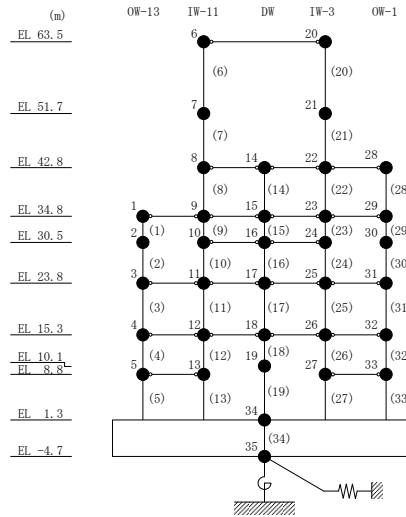 (m) OW-13 IW-11 DW IW-3 OW-1
EL 63.5 6 20
(6) (20)
EL 51.7 7 21
(7) (21)
EL 42.8 8 14 22 28
(8) (14) (22) (28
EL 34.8 1 9 15 23 29
(1) (9) (15) (23) (29
EL 30.5 2 10 16 24 30
(2) (10) (16) (24) (30
EL 23.8 3 11 17 25 31
(3) (11) (17) (25) (31
EL 15.3 4 12 18 26 32
(4) (12) (18) (26) (32
EL 10.1 19
EL 8.8 5 13 27 33
(5) (13) (19) (27) (33
EL 1.3 34
(34)
EL -4.7 35